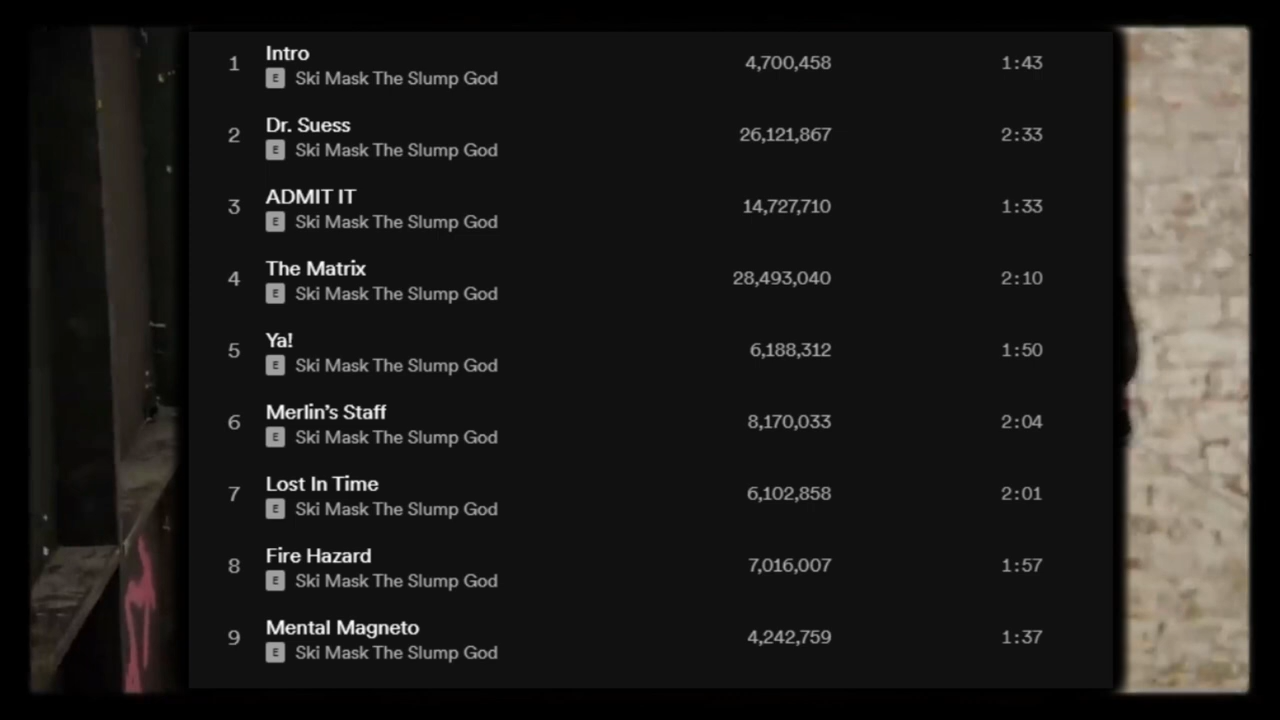 1 Intro 4,700,458 1:43
E Ski Mask The Slump God
2 Dr. Suess 26,121,867 2:33
E Ski Mask The Slump God
3 ADMIT IT 14,727,710 1:33
E Ski Mask The Slump God
4 The Matrix 28,493,040 2:10
E Ski Mask The Slump God
5 Ya! 6,188,312 1:50
E Ski Mask The Slump God
6 Merlin’s Staff 8,170,033 2:04
E Ski Mask The Slump God
7 Lost In Time 6,102,858 2:01
E Ski Mask The Slump God
8 Fire Hazard 7,016,007 1:57
E Ski Mask The Slump God
9 Mental Magneto 4,242,759 1:37
E Ski Mask The Slump God